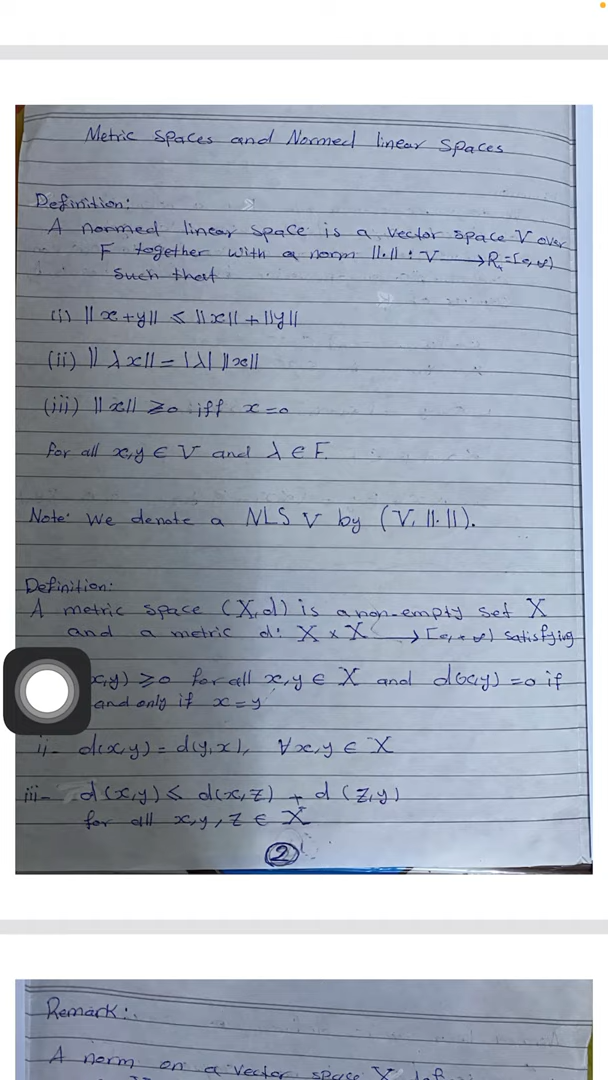 Metric Spaces and Normed linear Spaces
Definition:
A normed linear space is a vector space V over
F together with a norm ||.|| : V → R₊=[0,∞)
Such that
(i) ||x+y|| ≤ ||x||+||y||
(ii) ||λx|| = |λ| ||x||
(iii) ||x|| ≥0 iff x=0
for all x,y ∈ V and λ ∈ F.
Note: We denote a NLS V by (V, ||.||).
Definition:
A metric space (X,d) is a non-empty set X
and a metric d: X × X → [0,+∞) satisfying
x,y) ≥0 for all x,y ∈ X and d(x,y) =0 if
and only if x=y
ii- d(x,y) = d(y,x), ∀x,y ∈ X
iii- d(x,y) ≤ d(x,z) + d(z,y)
for all x,y,z ∈ X
2
Remark:
A norm on a vector space X